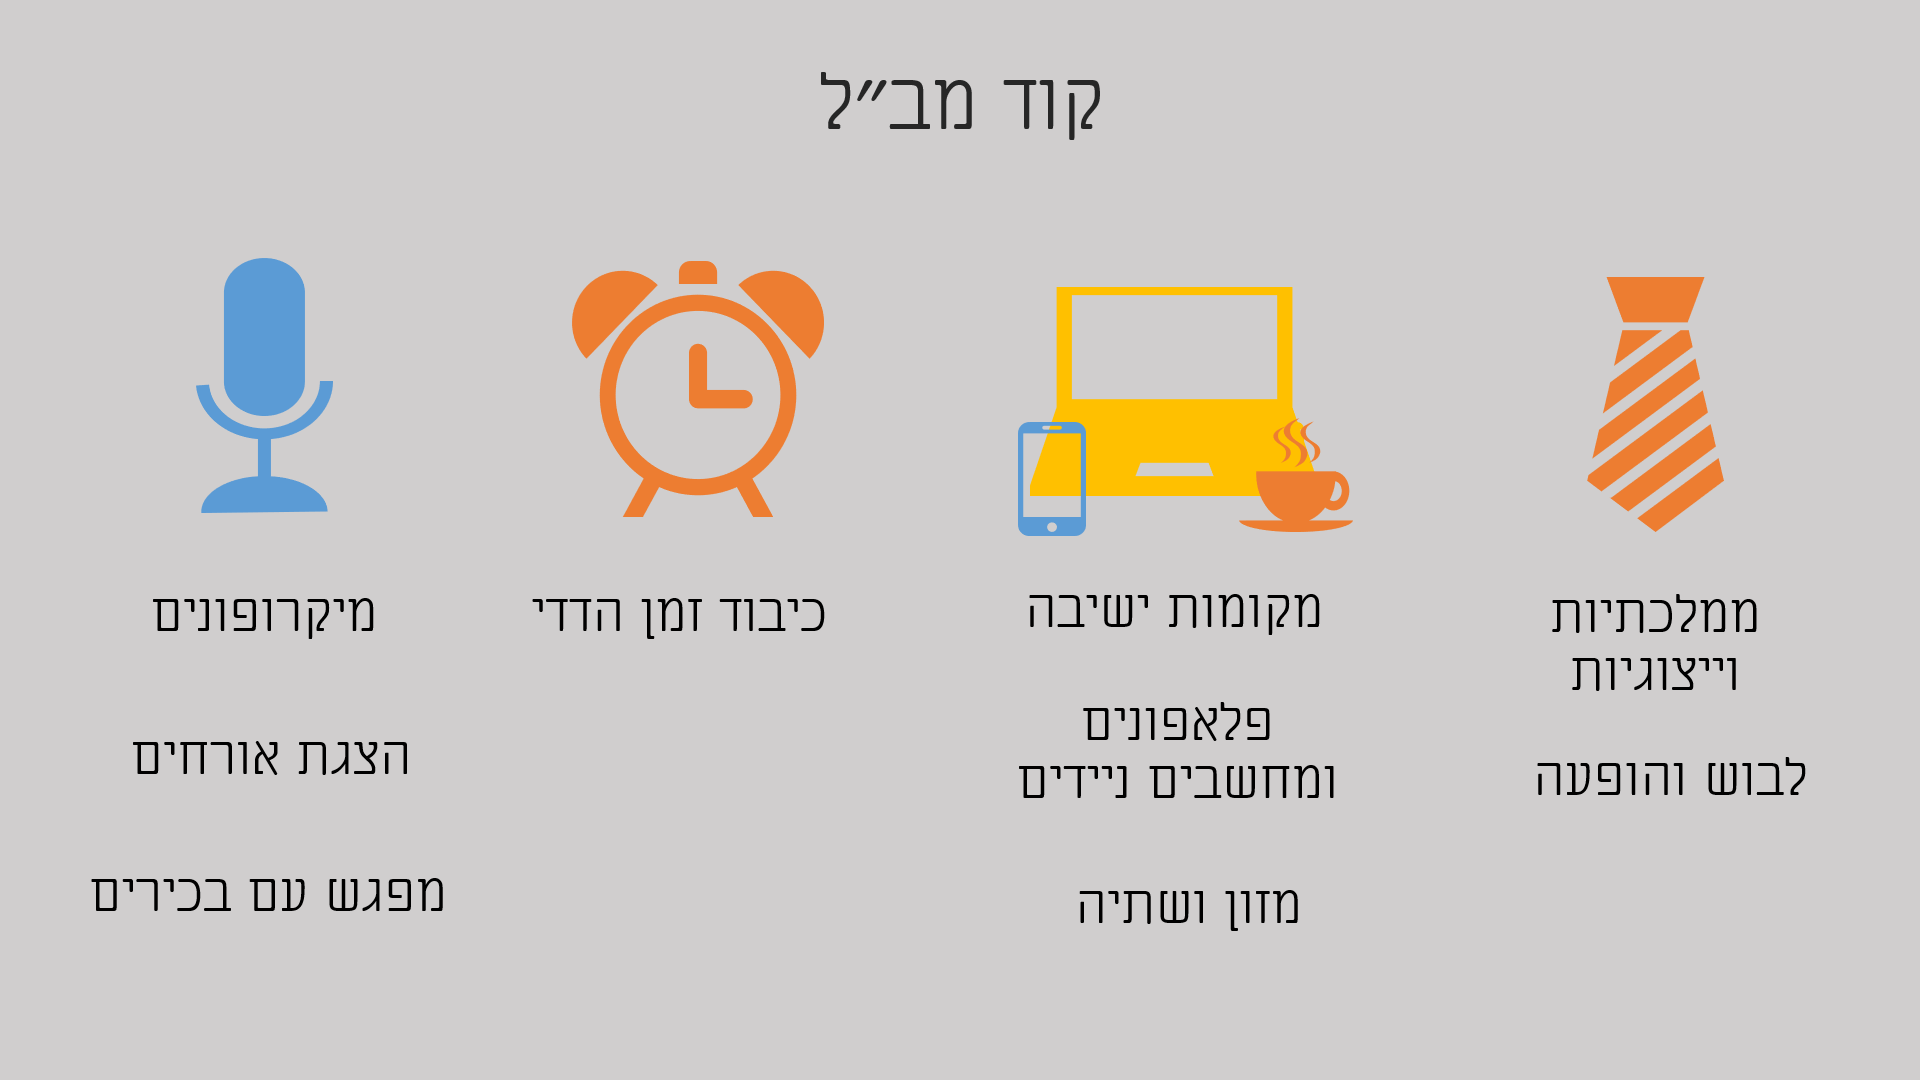 קוד מב״ל
ממלכתיות
וייצוגיות
לבוש והופעה
מקומות ישיבה
פלאפונים
ומחשבים ניידים
מזון ושתיה
כיבוד זמן הדדי
מיקרופונים
הצגת אורחים
מפגש עם בכירים